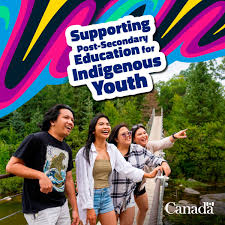 Supporting
Post-Secondary
Education for
Indigenous
Youth
Canada